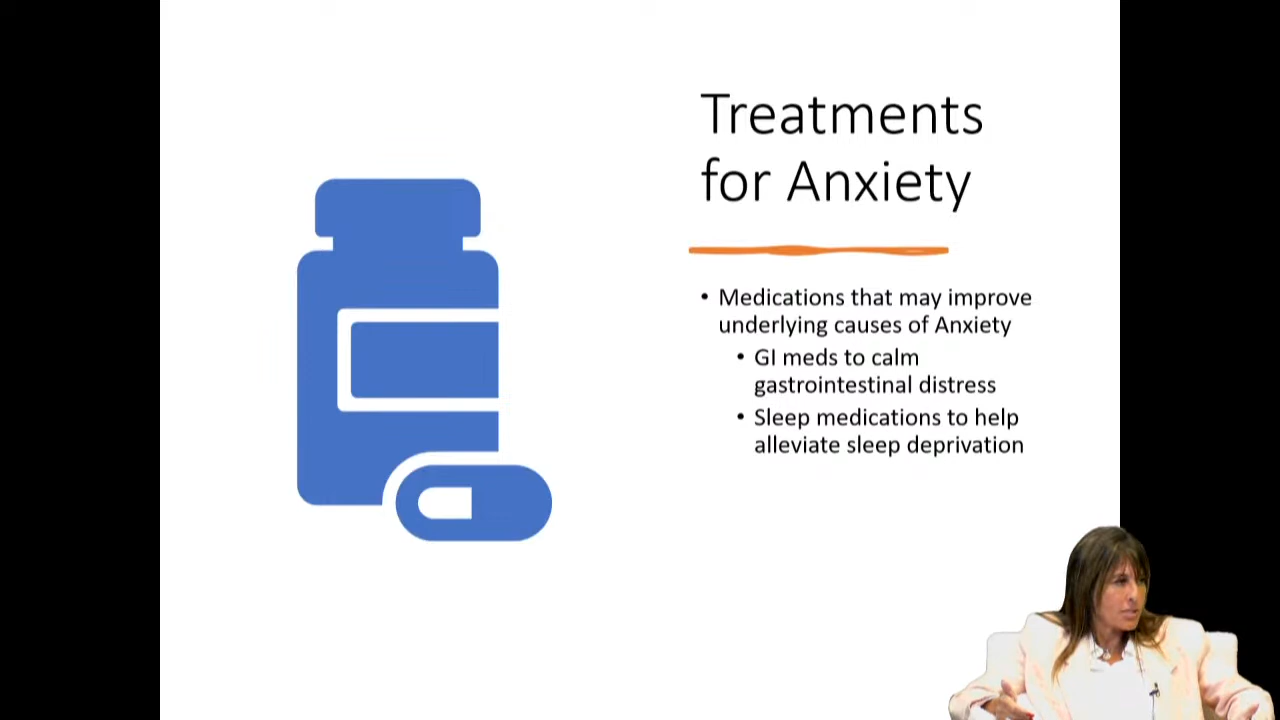 Treatments
for Anxiety
• Medications that may improve
underlying causes of Anxiety
• GI meds to calm
gastrointestinal distress
• Sleep medications to help
alleviate sleep deprivation